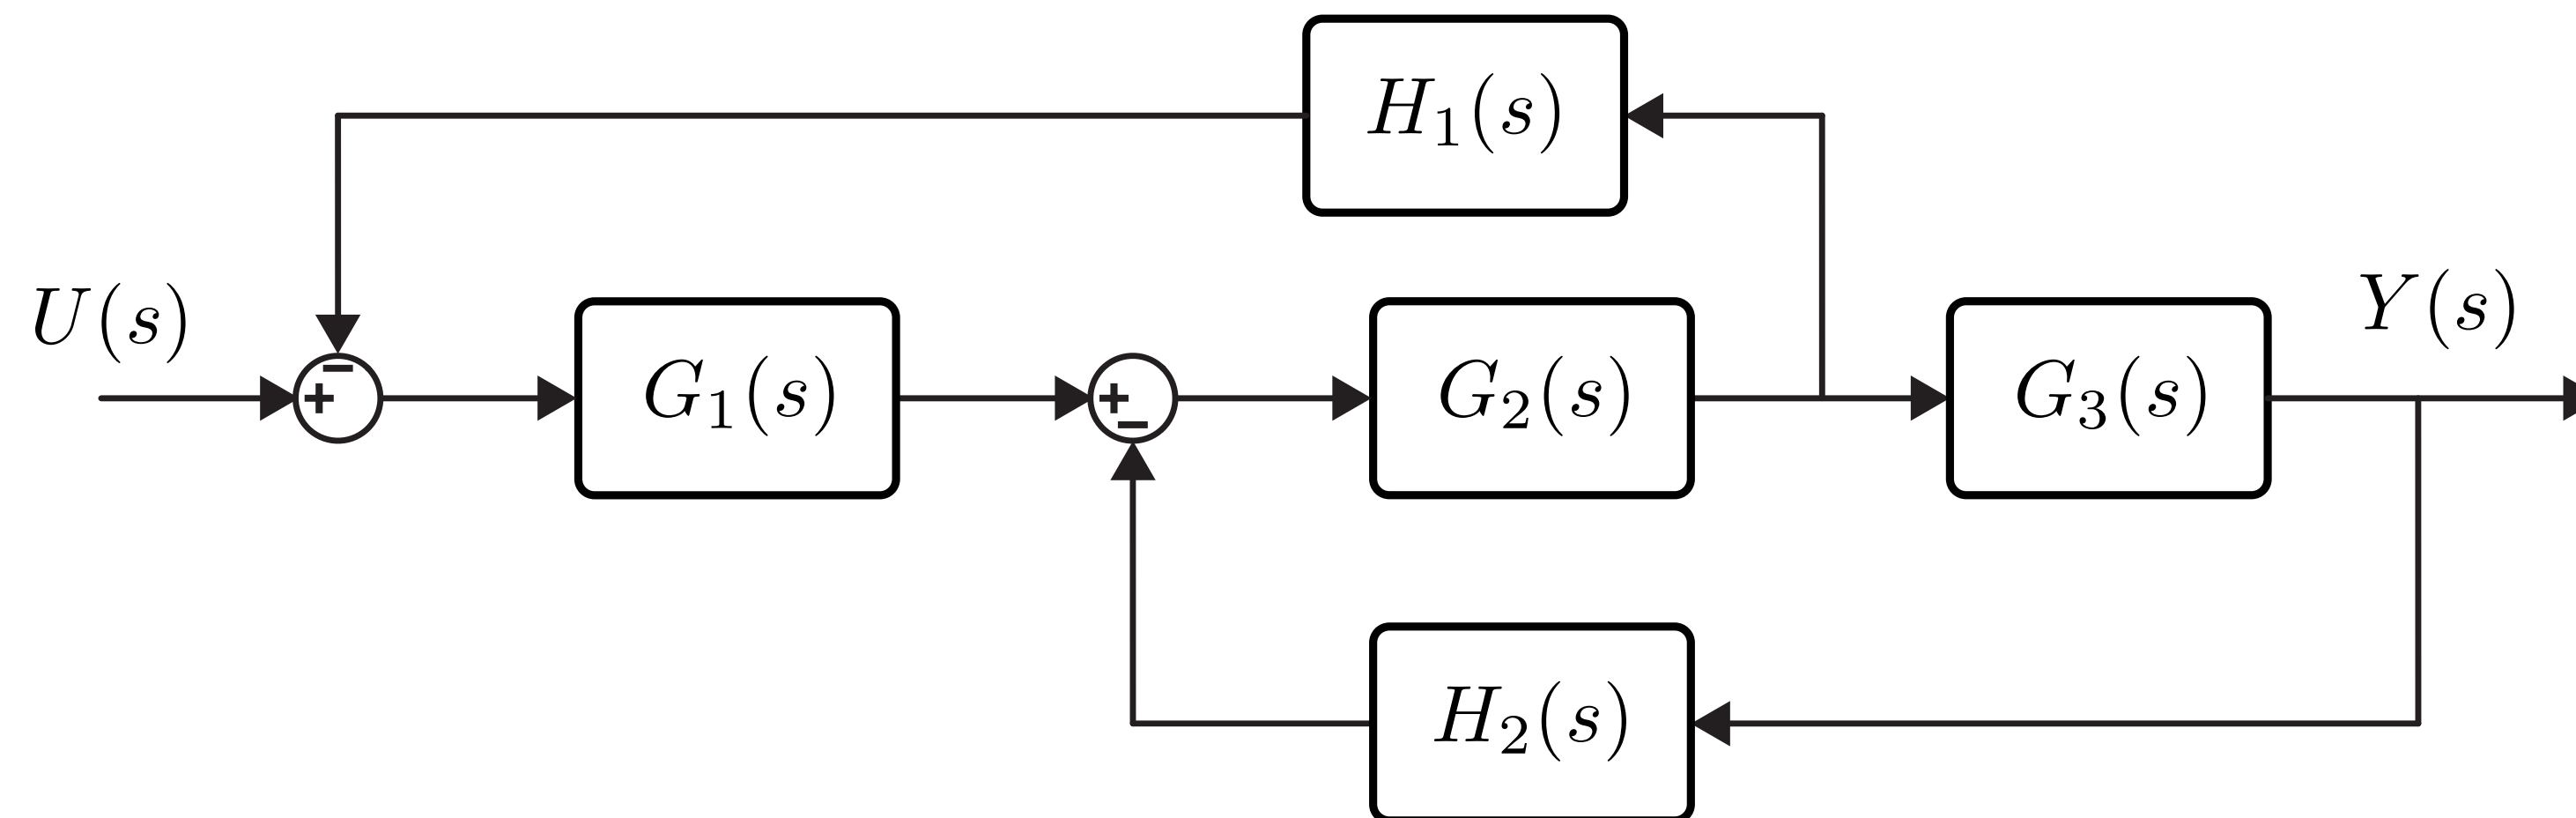 H₁(s)
U(s)
Y(s)
−
+
G₁(s)
+
−
G₂(s)
G₃(s)
H₂(s)